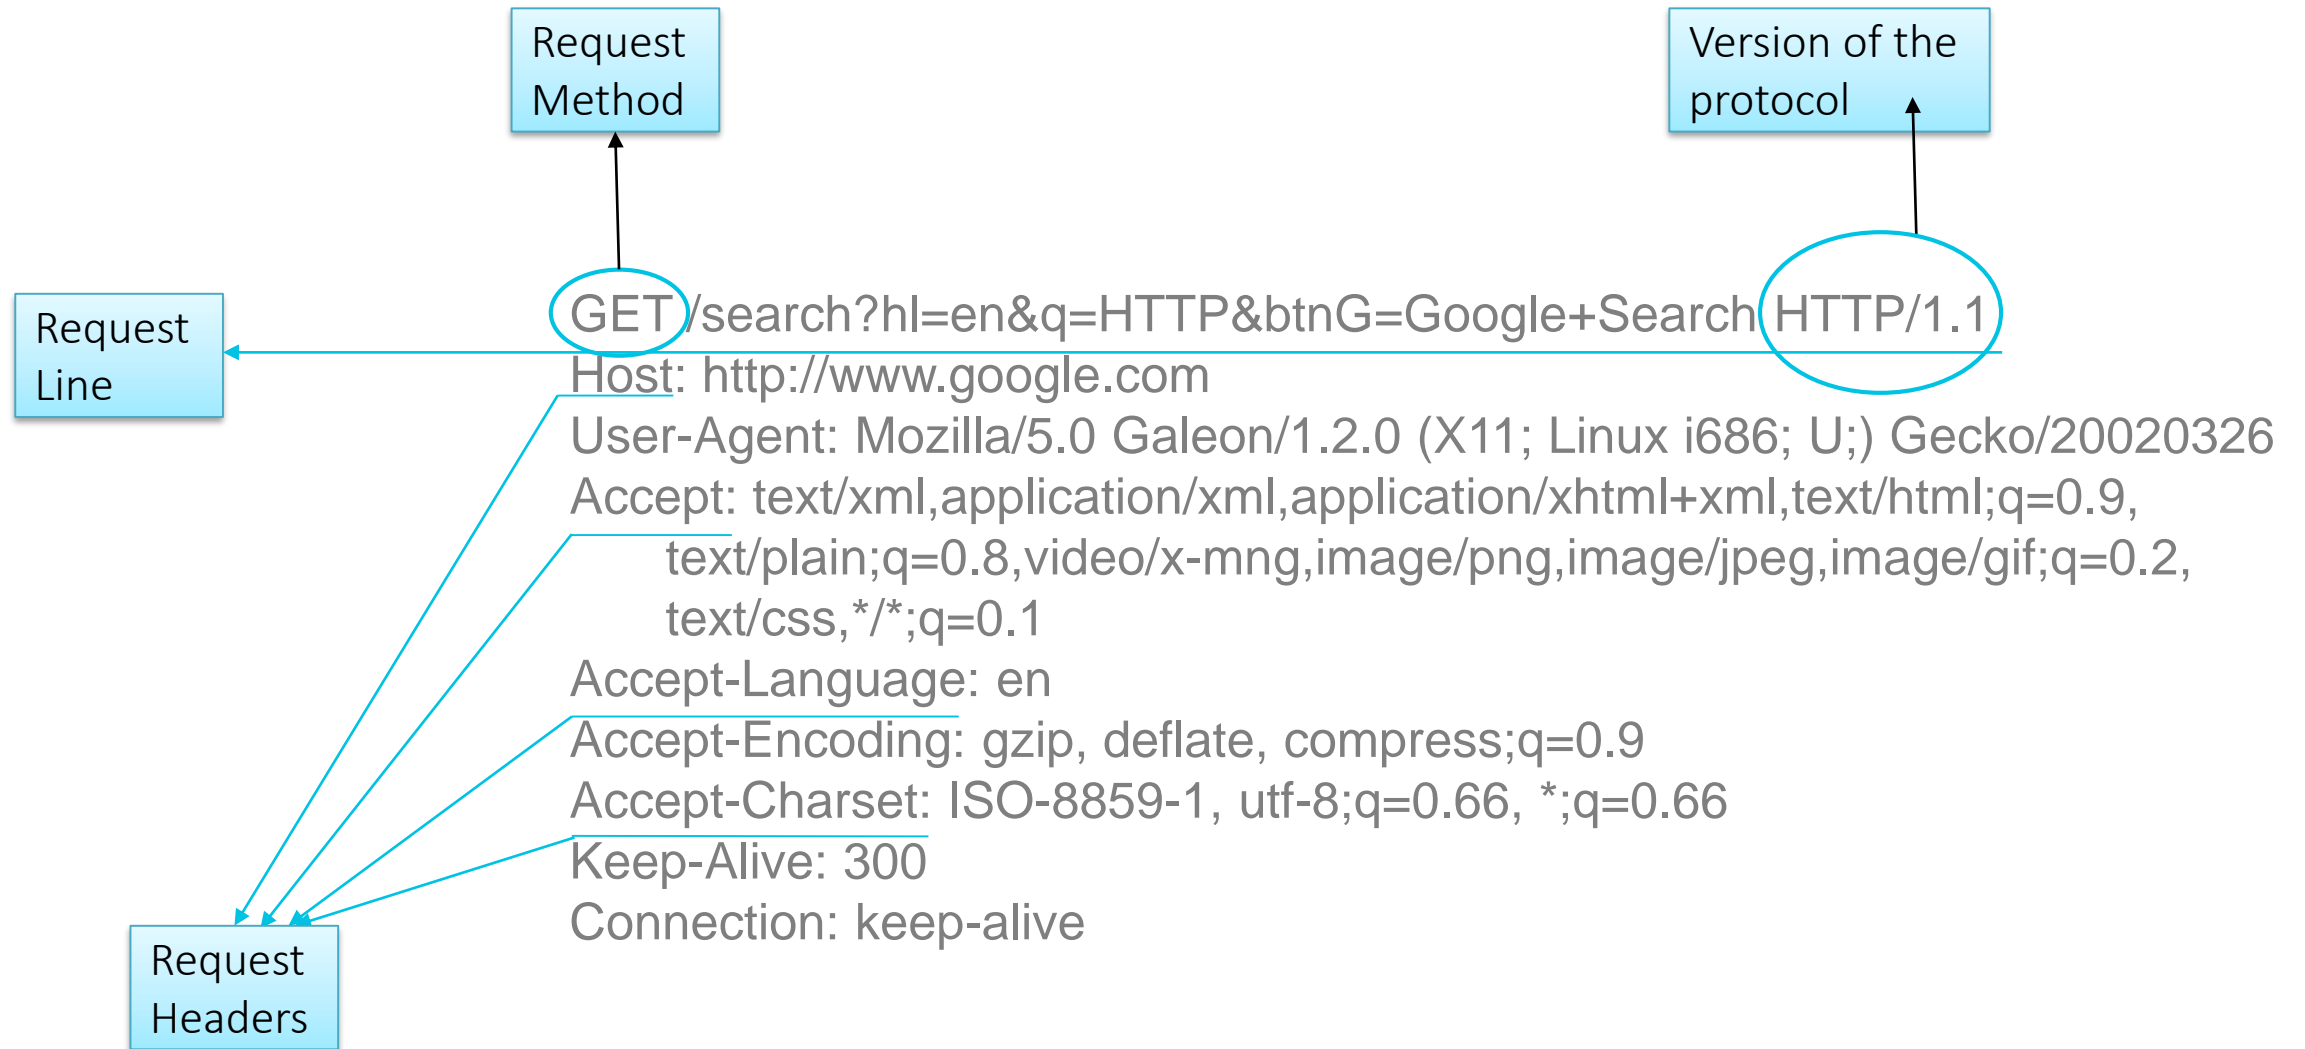 Request
Method
Version of the
protocol
Request
Line
GET /search?hl=en&q=HTTP&btnG=Google+Search HTTP/1.1
Host: http://www.google.com
User-Agent: Mozilla/5.0 Galeon/1.2.0 (X11; Linux i686; U;) Gecko/20020326
Accept: text/xml,application/xml,application/xhtml+xml,text/html;q=0.9,
text/plain;q=0.8,video/x-mng,image/png,image/jpeg,image/gif;q=0.2,
text/css,*/*;q=0.1
Accept-Language: en
Accept-Encoding: gzip, deflate, compress;q=0.9
Accept-Charset: ISO-8859-1, utf-8;q=0.66, *;q=0.66
Keep-Alive: 300
Connection: keep-alive
Request
Headers